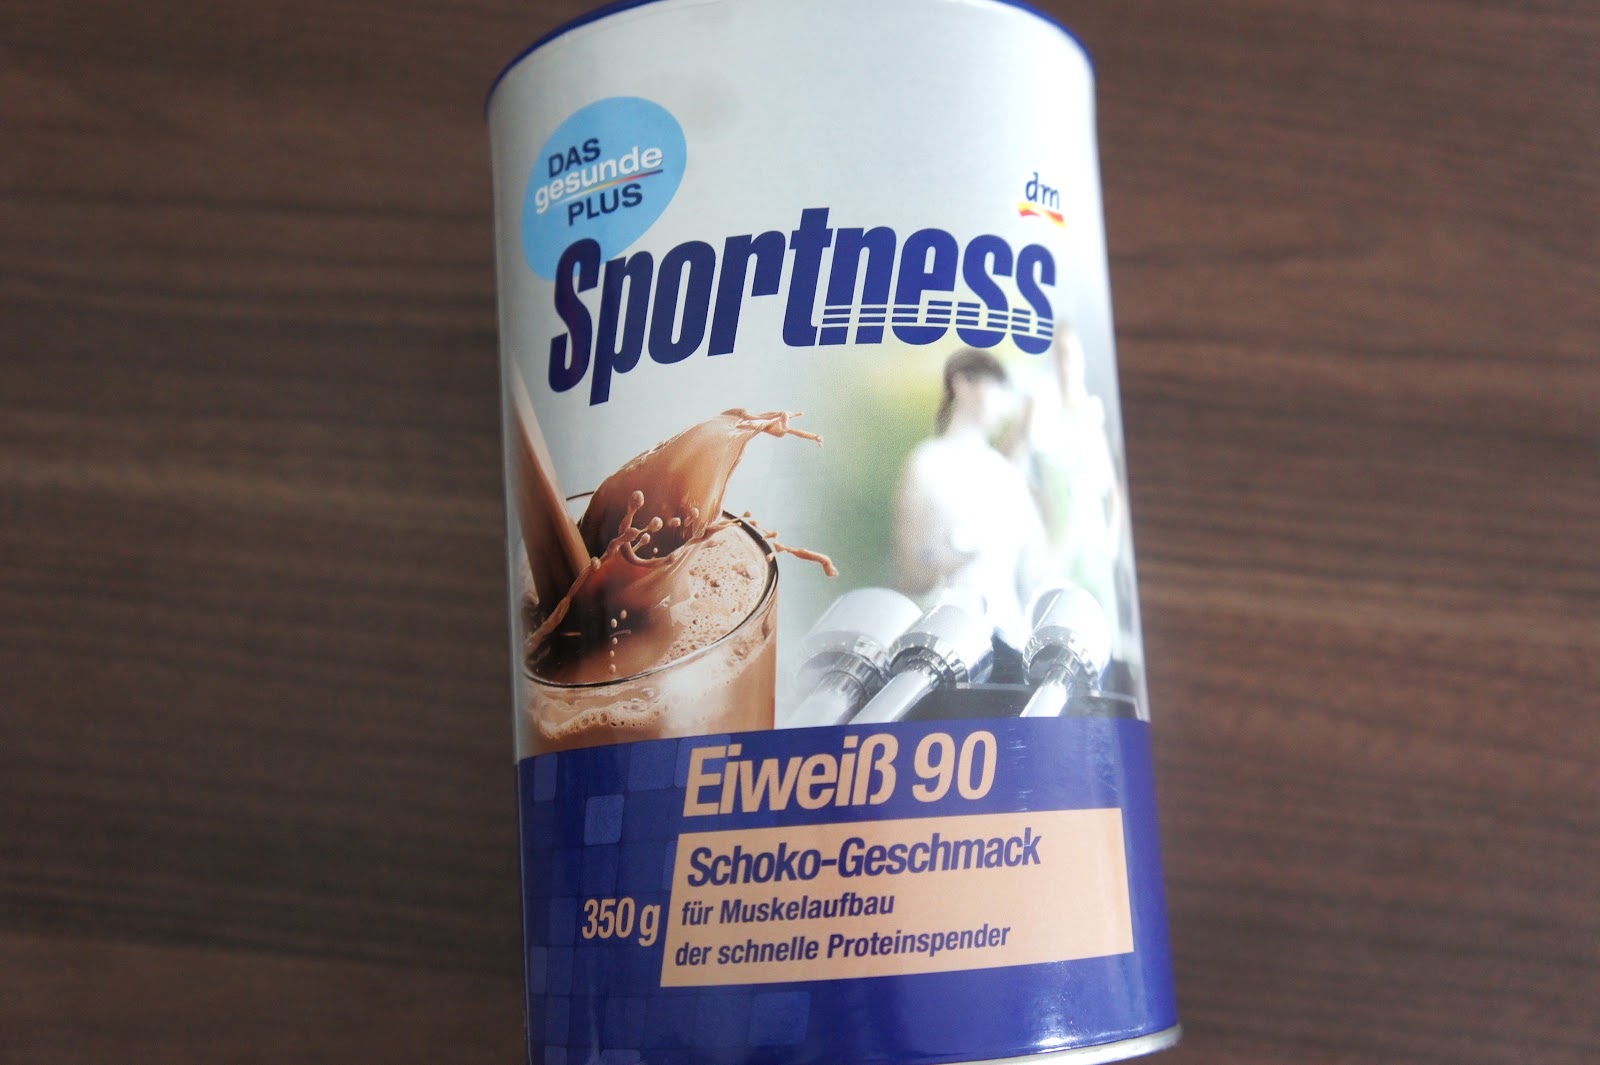 DAS
gesunde
PLUS
dm
Sportness
Eiweiß 90
Schoko-Geschmack
350 g
für Muskelaufbau
der schnelle Proteinspender